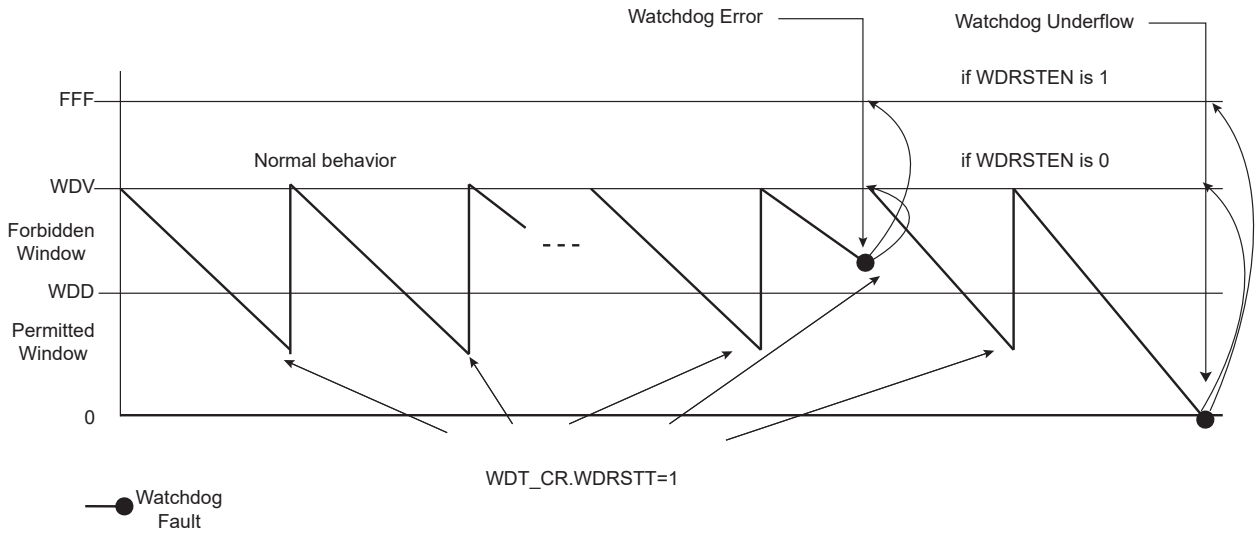 Watchdog Error
Watchdog Underflow
if WDRSTEN is 1
FFF
Normal behavior
if WDRSTEN is 0
WDV
Forbidden
Window
WDD
Permitted
Window
0
WDT_CR.WDRSTT=1
Watchdog
Fault